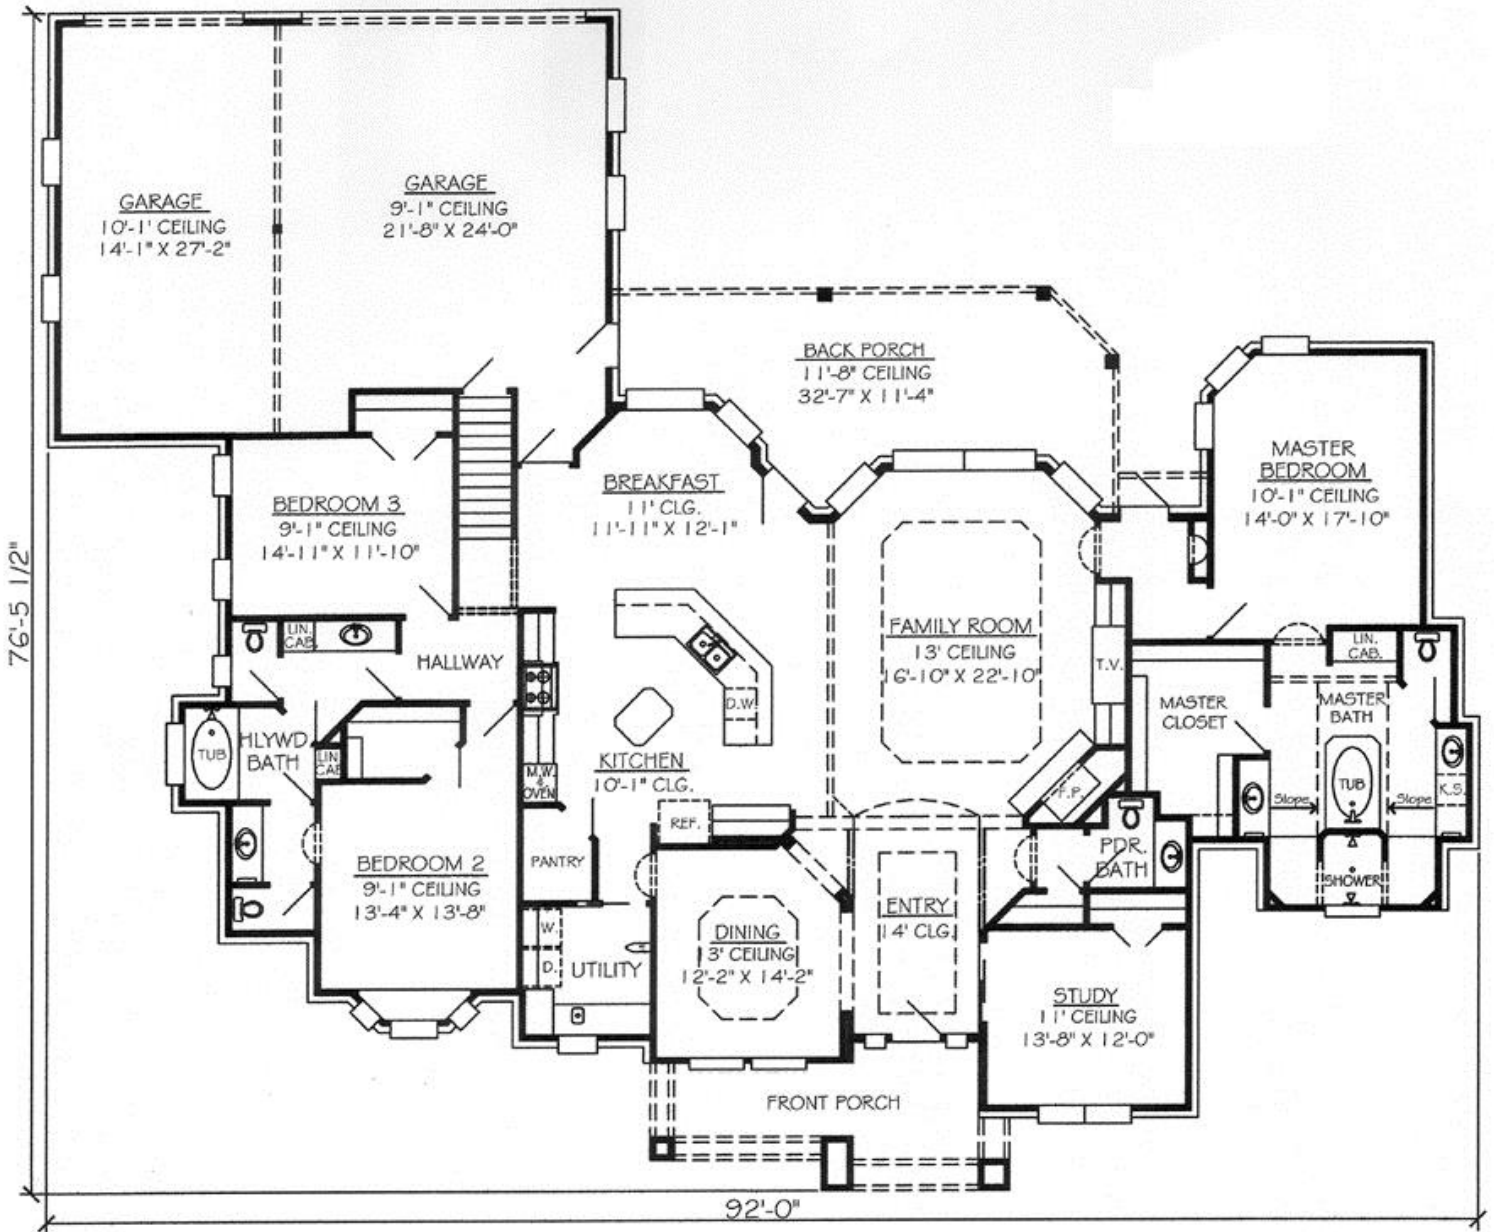 GARAGE
10'-1' CEILING
14'-1" X 27'-2"
GARAGE
9'-1" CEILING
21'-8" X 24'-0"
BACK PORCH
11'-8" CEILING
32'-7" X 11'-4"
MASTER
BEDROOM
10'-1" CEILING
14'-0" X 17'-10"
BREAKFAST
11' CLG.
11'-11" X 12'-1"
BEDROOM 3
9'-1" CEILING
14'-11" X 11'-10"
76'-5 1/2"
LIN.
CAB.
HALLWAY
FAMILY ROOM
13' CEILING
16'-10" X 22'-10"
T.V.
LIN.
CAB.
D.W.
MASTER
CLOSET
MASTER
BATH
TUB
HLYWD.
BATH
LIN.
CAB
KITCHEN
10'-1" CLG.
M.W.
&
OVEN
F.P.
TUB
K.S.
Slope
Slope
REF.
PANTRY
PDR.
BATH
BEDROOM 2
9'-1" CEILING
13'-4" X 13'-8"
SHOWER
ENTRY
14' CLG.
W.
D.
UTILITY
DINING
13' CEILING
12'-2" X 14'-2"
STUDY
11' CEILING
13'-8" X 12'-0"
FRONT PORCH
92'-0"